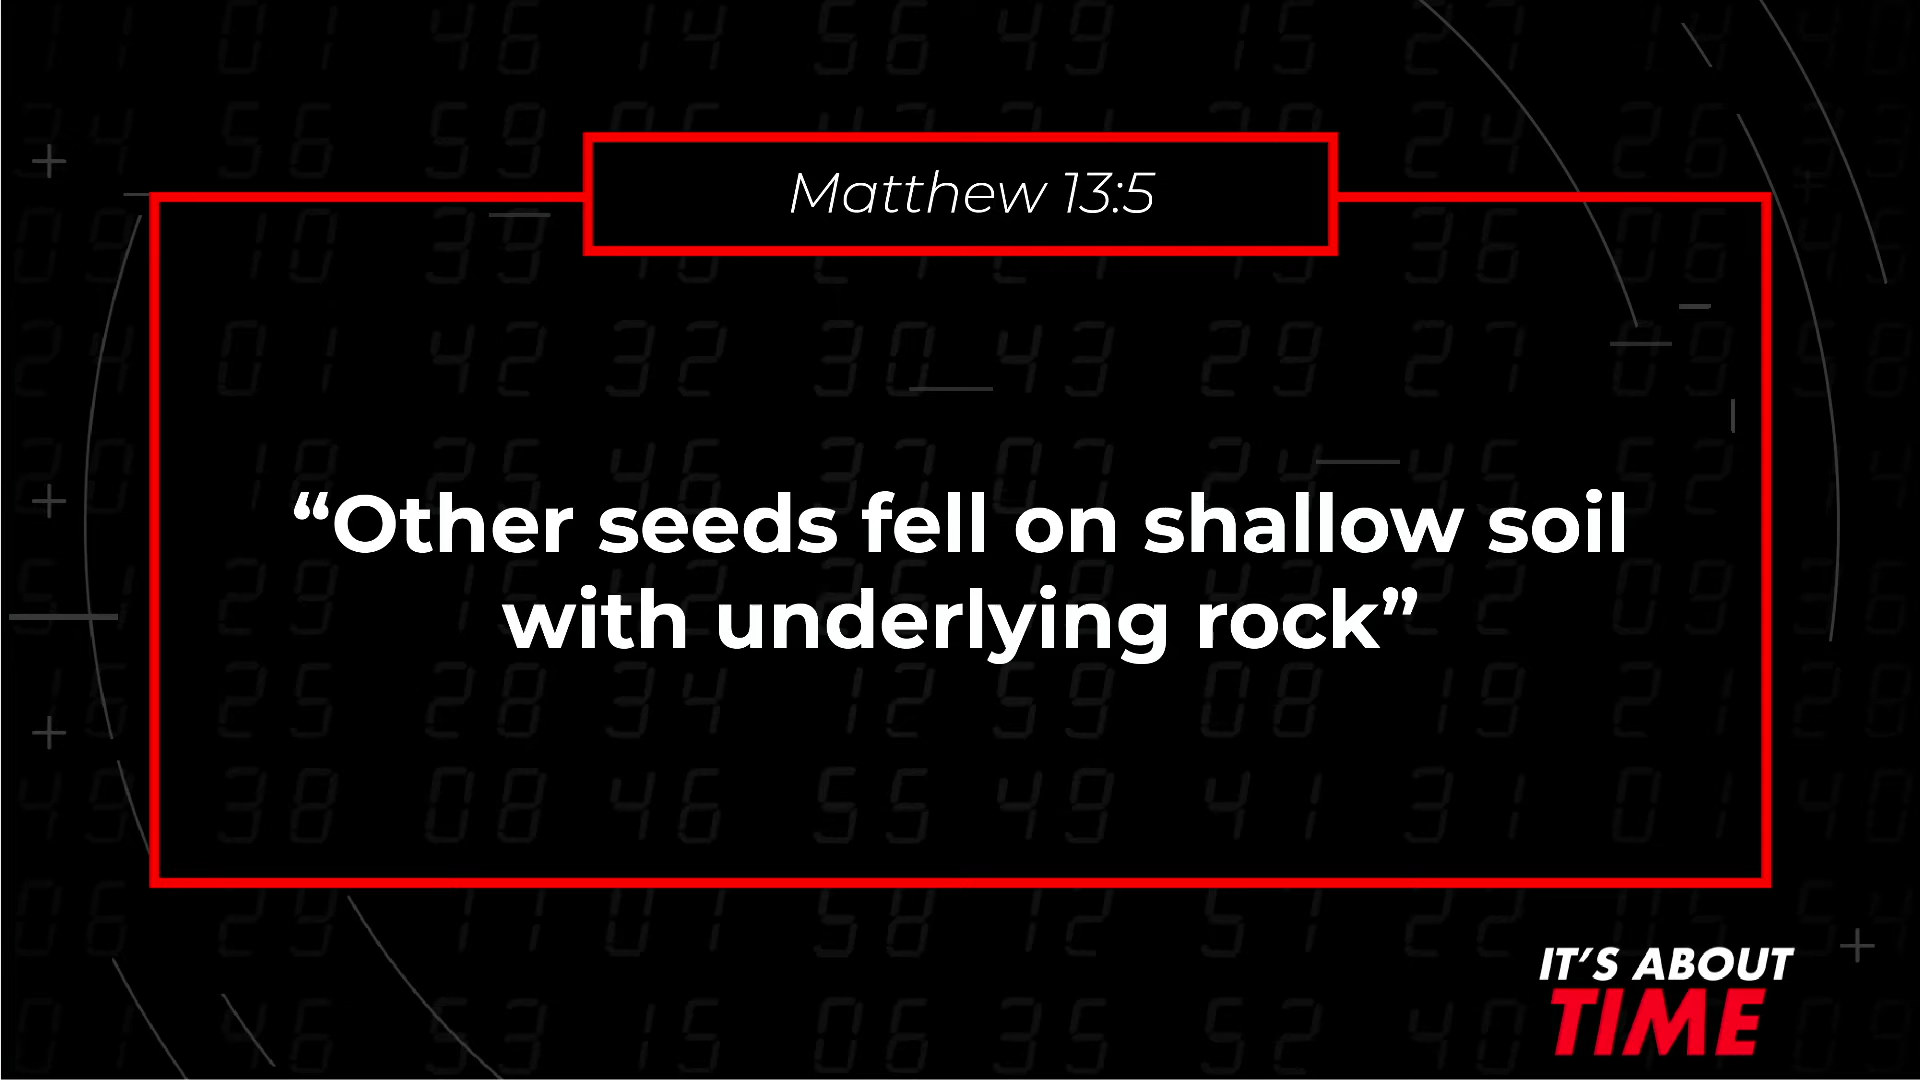 Matthew 13:5
“Other seeds fell on shallow soil
with underlying rock”
IT’S ABOUT
TIME